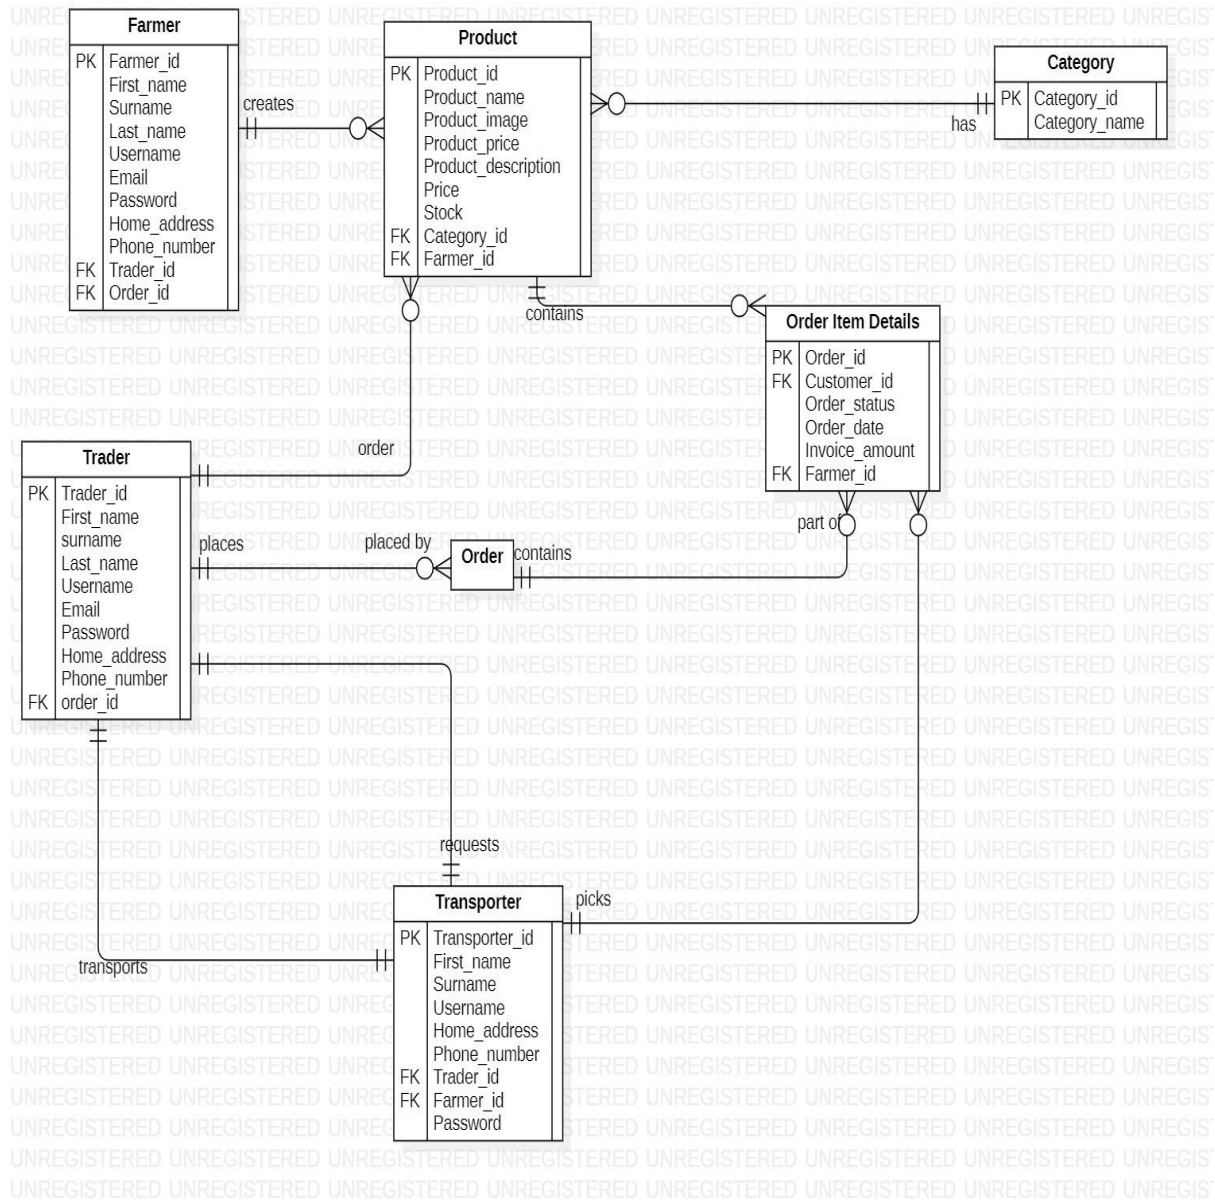 Farmer
PK Farmer_id
First_name
Surname
Last_name
Username
Email
Password
Home_address
Phone_number
FK Trader_id
FK Order_id
creates
Product
PK Product_id
Product_name
Product_image
Product_price
Product_description
Price
Stock
FK Category_id
FK Farmer_id
has
Category
PK Category_id
Category_name
contains
Order Item Details
PK Order_id
FK Customer_id
Order_status
Order_date
Invoice_amount
FK Farmer_id
order
Trader
PK Trader_id
First_name
surname
Last_name
Username
Email
Password
Home_address
Phone_number
FK order_id
places
placed by
Order
contains
part of
requests
transports
Transporter
PK Transporter_id
First_name
Surname
Username
Home_address
Phone_number
FK Trader_id
FK Farmer_id
Password
picks
UNREGISTERED